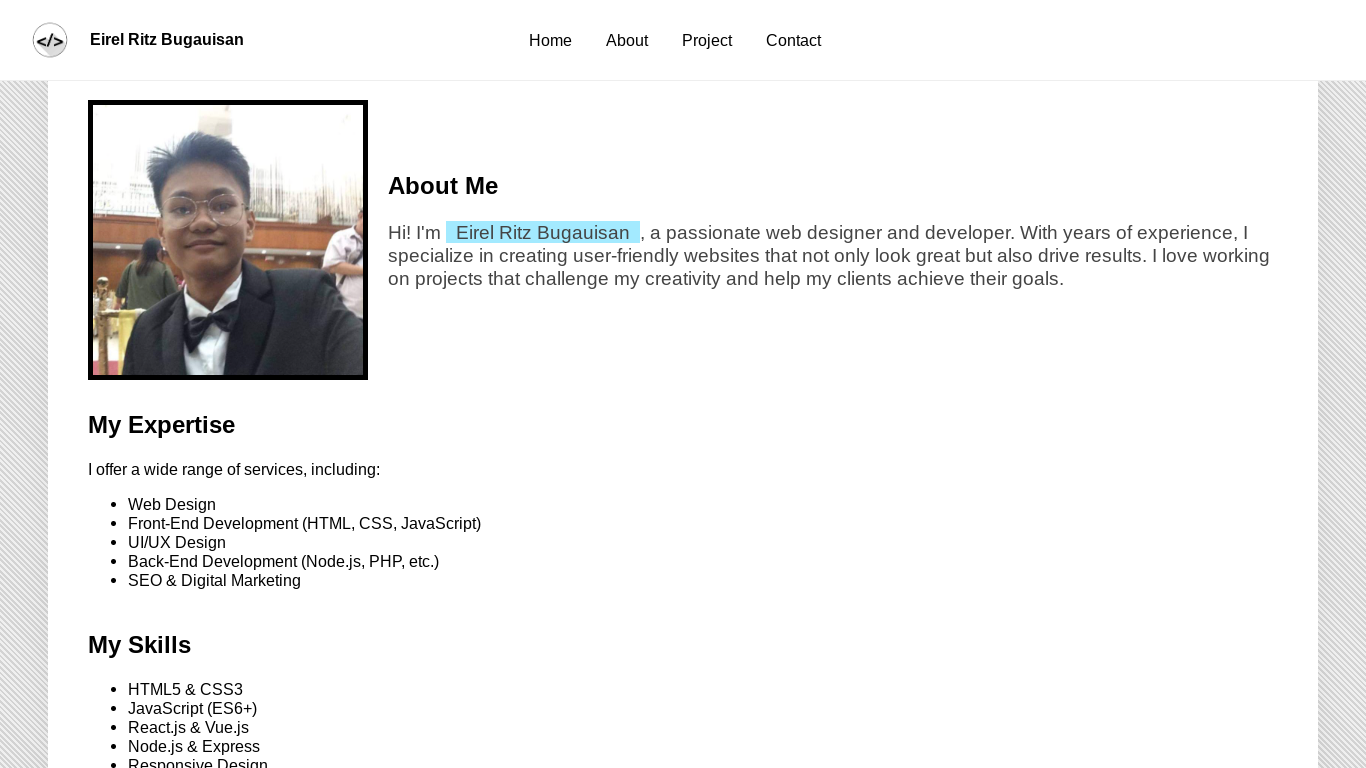 </>
Eirel Ritz Bugauisan
Home About Project Contact
About Me
Hi! I'm Eirel Ritz Bugauisan , a passionate web designer and developer. With years of experience, I
specialize in creating user-friendly websites that not only look great but also drive results. I love working
on projects that challenge my creativity and help my clients achieve their goals.
My Expertise
I offer a wide range of services, including:
• Web Design
• Front-End Development (HTML, CSS, JavaScript)
• UI/UX Design
• Back-End Development (Node.js, PHP, etc.)
• SEO & Digital Marketing
My Skills
• HTML5 & CSS3
• JavaScript (ES6+)
• React.js & Vue.js
• Node.js & Express
• Responsive Design